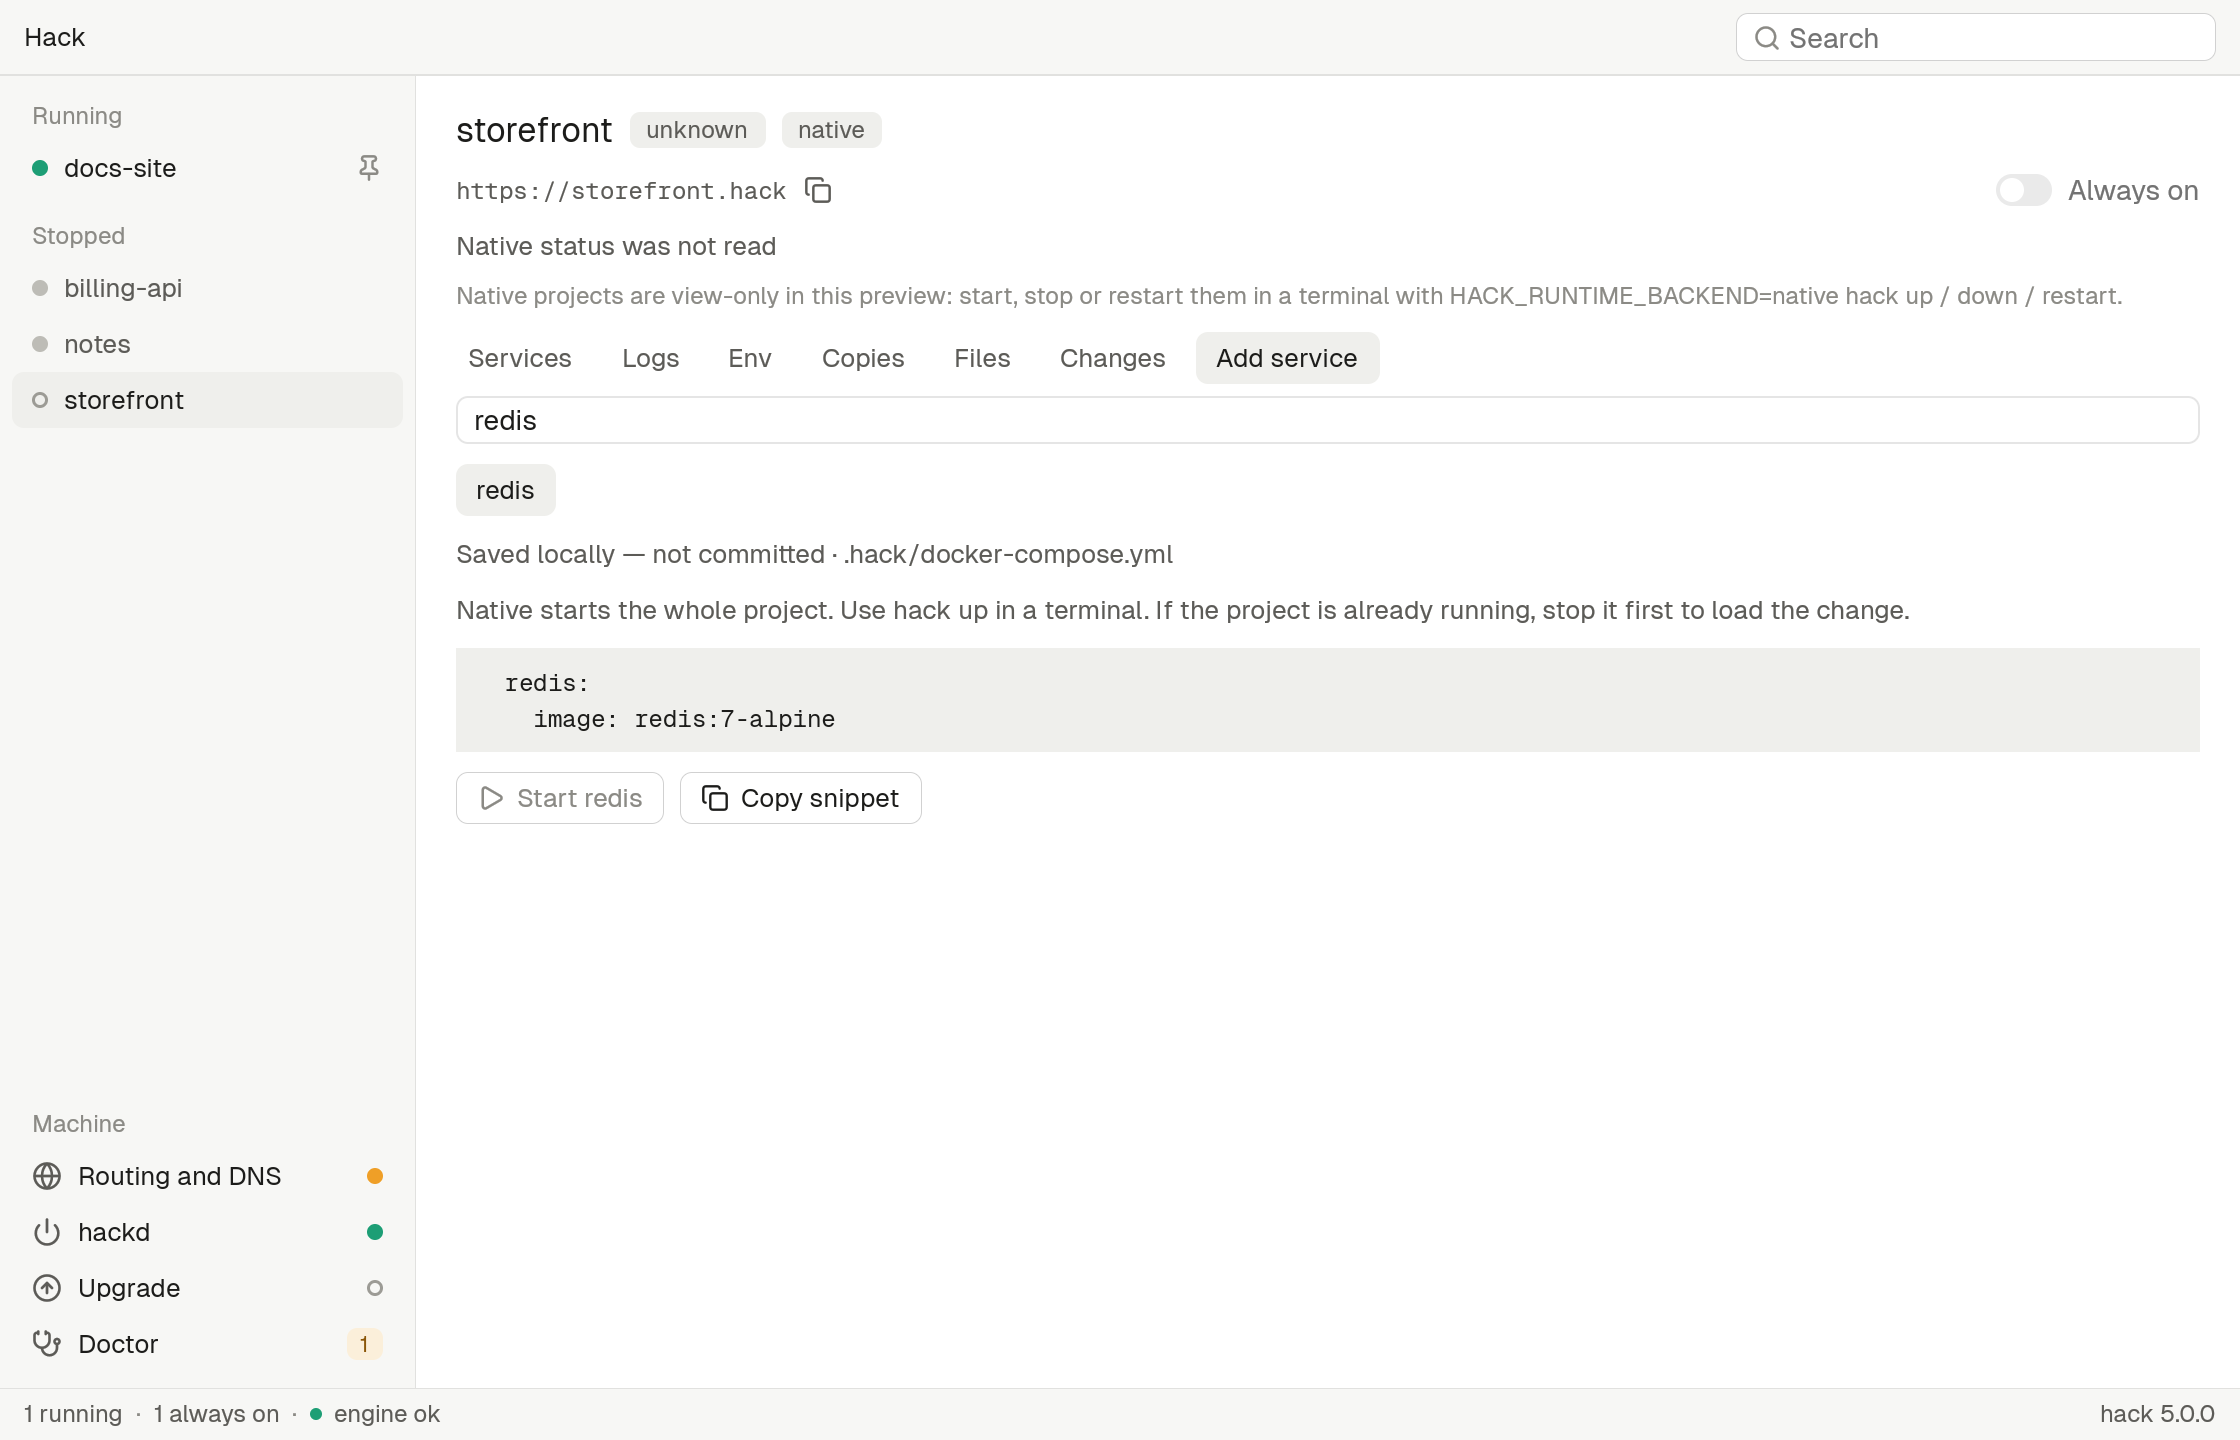 Hack
Search
Running
docs-site
Stopped
billing-api
notes
storefront
Machine
Routing and DNS
hackd
Upgrade
Doctor 1
storefront unknown native
https://storefront.hack
Always on
Native status was not read
Native projects are view-only in this preview: start, stop or restart them in a terminal with HACK_RUNTIME_BACKEND=native hack up / down / restart.
Services Logs Env Copies Files Changes Add service
redis
redis
Saved locally — not committed · .hack/docker-compose.yml
Native starts the whole project. Use hack up in a terminal. If the project is already running, stop it first to load the change.
redis:
image: redis:7-alpine
Start redis Copy snippet
1 running · 1 always on · engine ok
hack 5.0.0